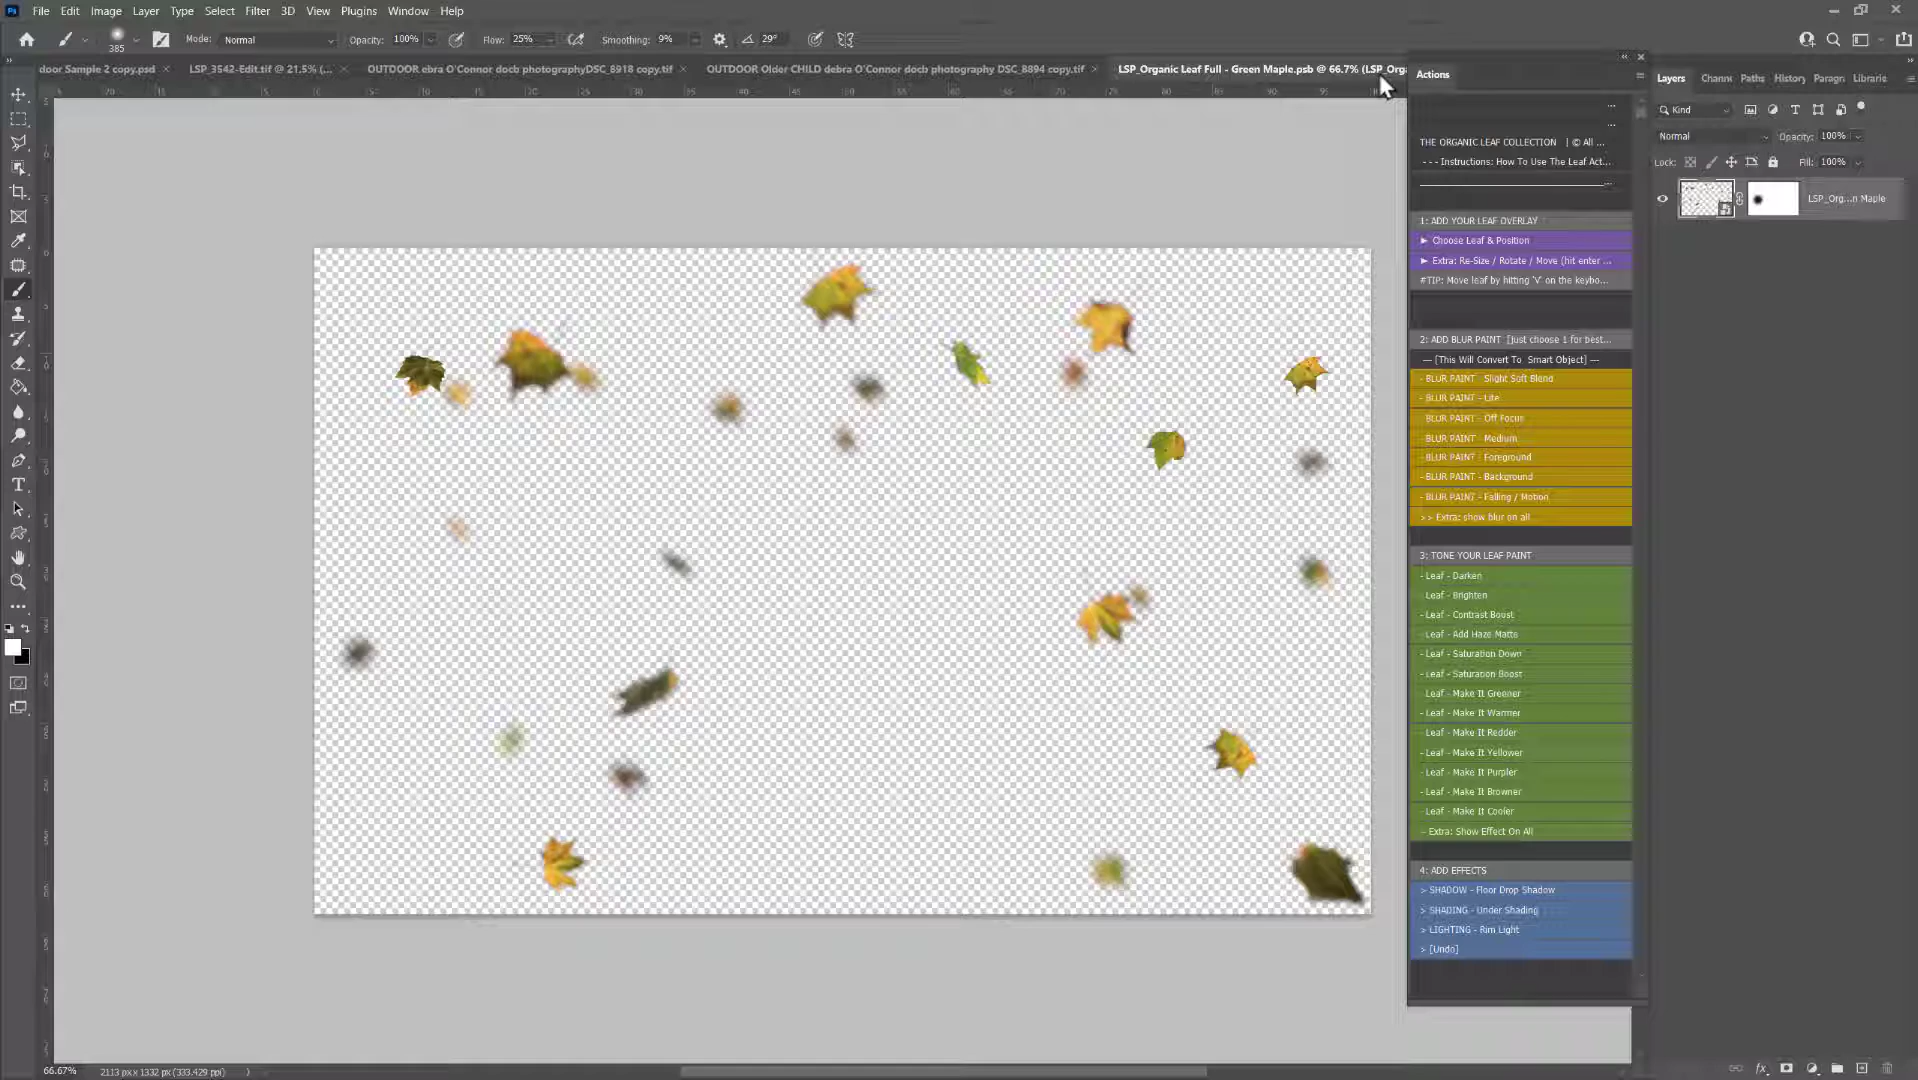 Ps File Edit Image Layer Type Select Filter 3D View Plugins Window Help
385 Mode: Normal Opacity: 100% Flow: 25% Smoothing: 9% 29°
door Sample 2 copy.psd × LSP_3542-Edit.tif @ 21.5% (... × OUTDOOR ebra O'Connor docb photographyDSC_8918 copy.tif × OUTDOOR Older CHILD debra O'Connor docb photography DSC_8894 copy.tif × LSP_Organic Leaf Full - Green Maple.psb @ 66.7% (LSP_Orga
Actions
Layers Chann Paths History Paragr Librarie
Kind
Normal Opacity: 100%
Lock: Fill: 100%
LSP_Org...n Maple
THE ORGANIC LEAF COLLECTION | © All ...
- - - Instructions: How To Use The Leaf Act...
1: ADD YOUR LEAF OVERLAY
► Choose Leaf & Position
► Extra: Re-Size / Rotate / Move (hit enter ...
#TIP: Move leaf by hitting 'V' on the keybo...
2: ADD BLUR PAINT [just choose 1 for best...
--- [This Will Convert To Smart Object] ---
- BLUR PAINT - Slight Soft Blend
- BLUR PAINT - Lite
- BLUR PAINT - Off Focus
- BLUR PAINT - Medium
- BLUR PAINT - Foreground
- BLUR PAINT - Background
- BLUR PAINT - Falling / Motion
>> Extra: show blur on all
3: TONE YOUR LEAF PAINT
- Leaf - Darken
- Leaf - Brighten
- Leaf - Contrast Boost
- Leaf - Add Haze Matte
- Leaf - Saturation Down
- Leaf - Saturation Boost
- Leaf - Make It Greener
- Leaf - Make It Warmer
- Leaf - Make It Redder
- Leaf - Make It Yellower
- Leaf - Make It Purpler
- Leaf - Make It Browner
- Leaf - Make It Cooler
- Extra: Show Effect On All
4: ADD EFFECTS
> SHADOW - Floor Drop Shadow
> SHADING - Under Shading
> LIGHTING - Rim Light
> [Undo]
66.67% 2113 px x 1332 px (333.429 ppi)